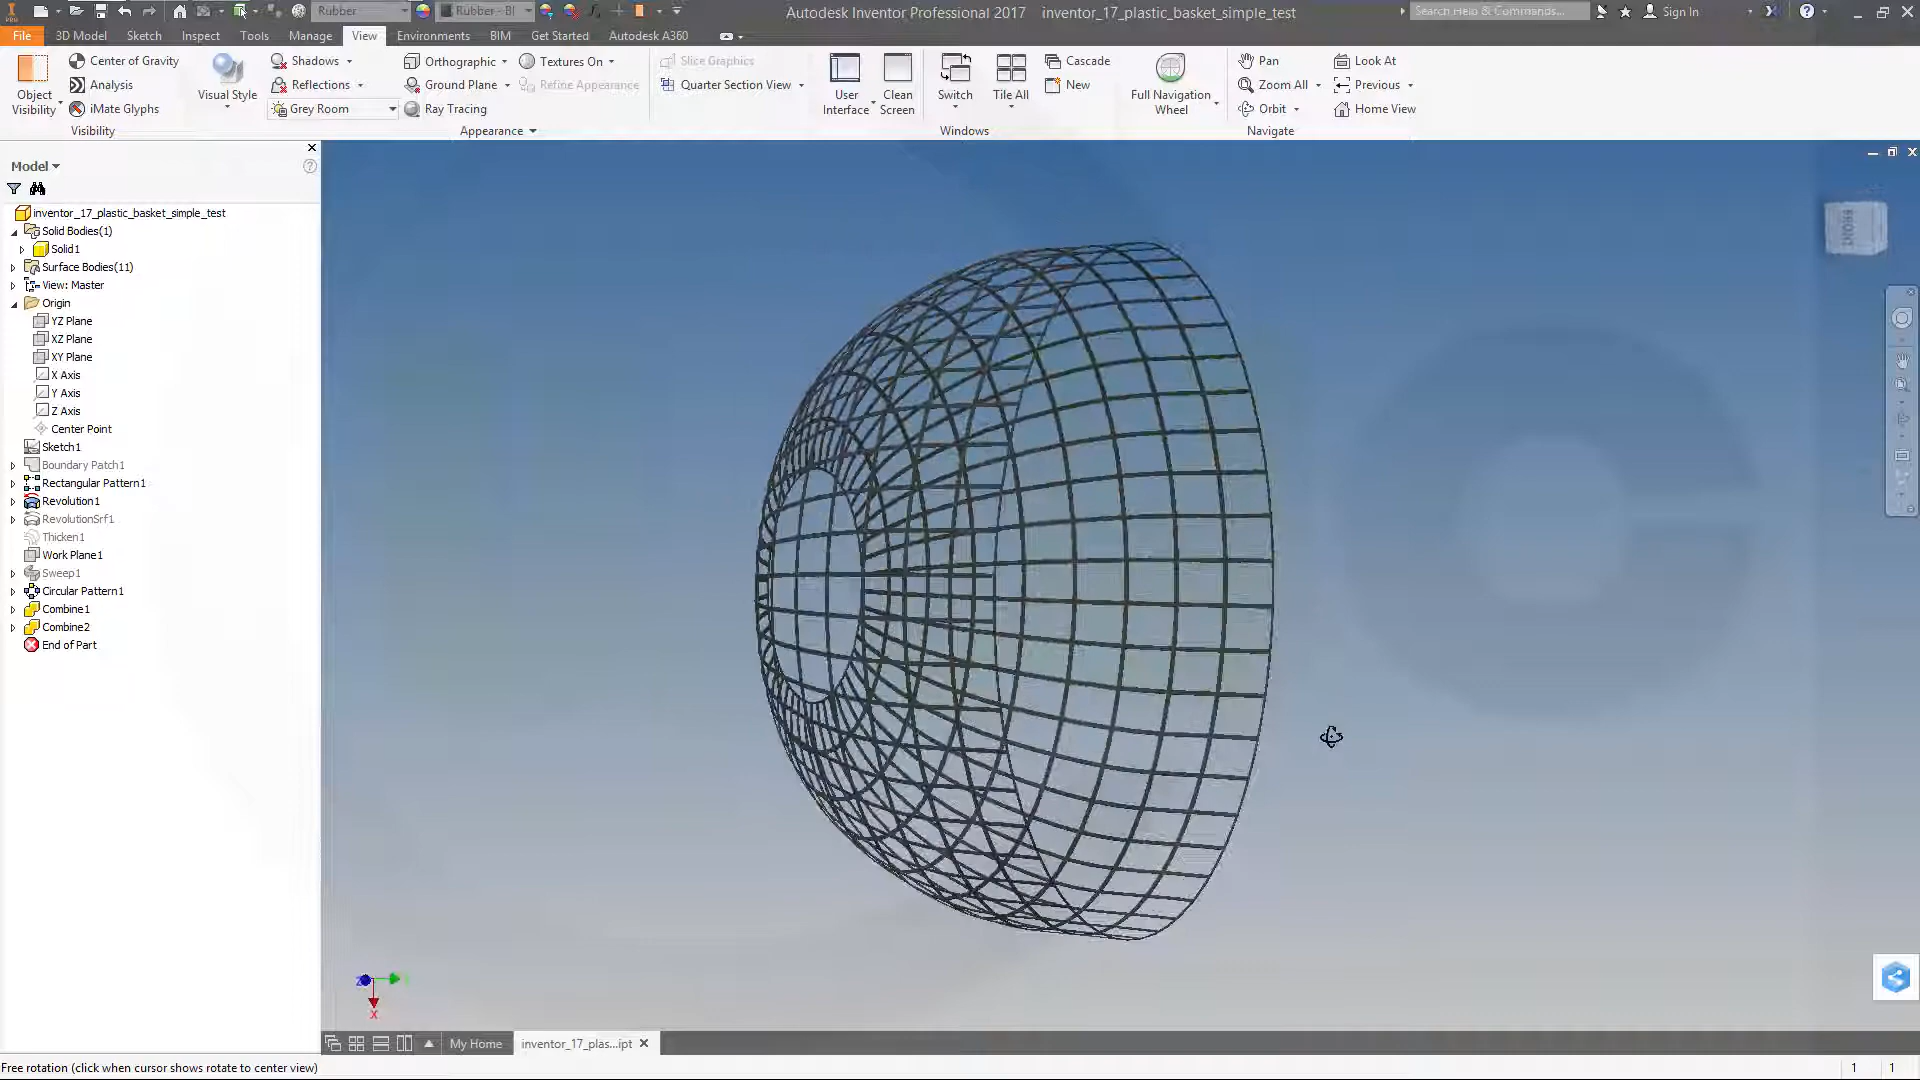 Rubber
Rubber - Bl
Autodesk Inventor Professional 2017 inventor_17_plastic_basket_simple_test
Search Help & Commands...
Sign In
File 3D Model Sketch Inspect Tools Manage View Environments BIM Get Started Autodesk A360
Object Visibility
Center of Gravity
Analysis
iMate Glyphs
Visibility
Visual Style
Shadows
Reflections
Grey Room
Orthographic
Ground Plane
Ray Tracing
Textures On
Refine Appearance
Appearance
Slice Graphics
Quarter Section View
User Interface
Clean Screen
Switch
Tile All
Cascade
New
Windows
Full Navigation Wheel
Pan
Zoom All
Orbit
Look At
Previous
Home View
Navigate
Model
inventor_17_plastic_basket_simple_test
Solid Bodies(1)
Solid1
Surface Bodies(11)
View: Master
Origin
YZ Plane
XZ Plane
XY Plane
X Axis
Y Axis
Z Axis
Center Point
Sketch1
Boundary Patch1
Rectangular Pattern1
Revolution1
RevolutionSrf1
Thicken1
Work Plane1
Sweep1
Circular Pattern1
Combine1
Combine2
End of Part
FRONT
Z
X
My Home
inventor_17_plas...ipt
Free rotation (click when cursor shows rotate to center view)
1 1